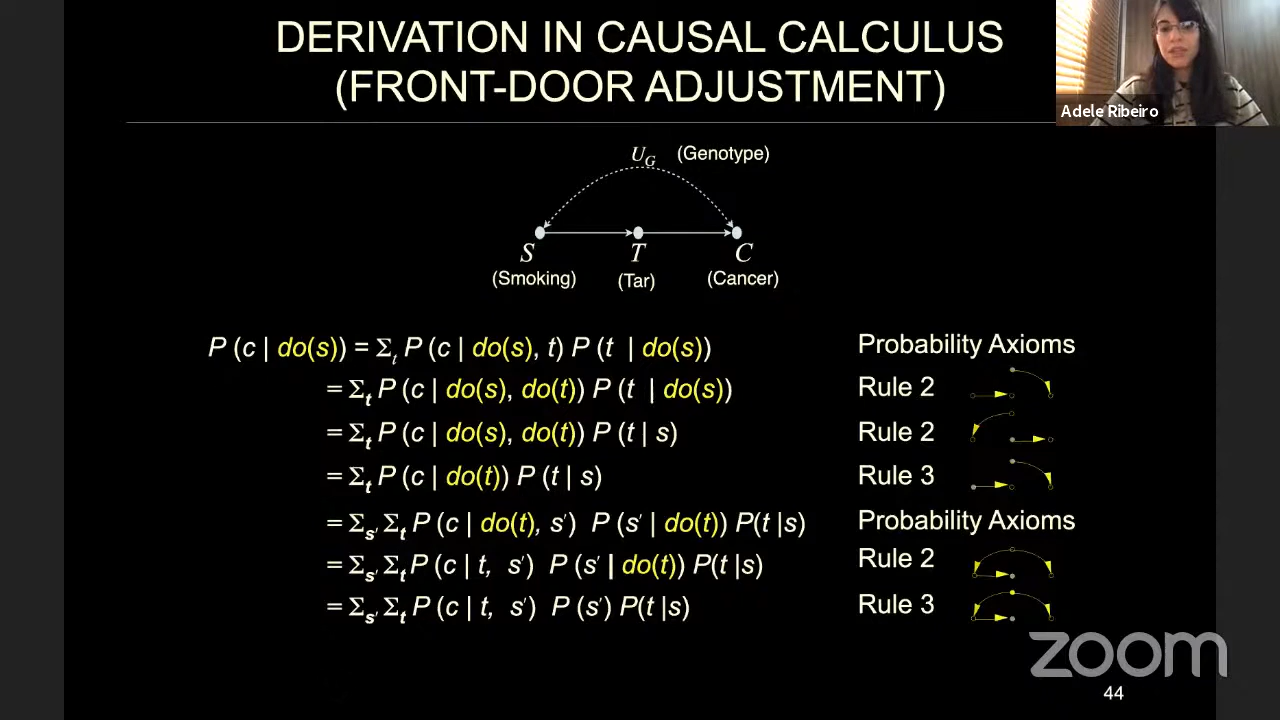 DERIVATION IN CAUSAL CALCULUS
(FRONT-DOOR ADJUSTMENT)
Adele Ribeiro
U_G (Genotype)
S T C
(Smoking) (Tar) (Cancer)
P (c | do(s)) = Σ_t P (c | do(s), t) P (t | do(s)) Probability Axioms
= Σ_t P (c | do(s), do(t)) P (t | do(s)) Rule 2
= Σ_t P (c | do(s), do(t)) P (t | s) Rule 2
= Σ_t P (c | do(t)) P (t | s) Rule 3
= Σ_s′ Σ_t P (c | do(t), s′) P (s′ | do(t)) P(t |s) Probability Axioms
= Σ_s′ Σ_t P (c | t, s′) P (s′ | do(t)) P(t |s) Rule 2
= Σ_s′ Σ_t P (c | t, s′) P (s′) P(t |s) Rule 3
zoom
44